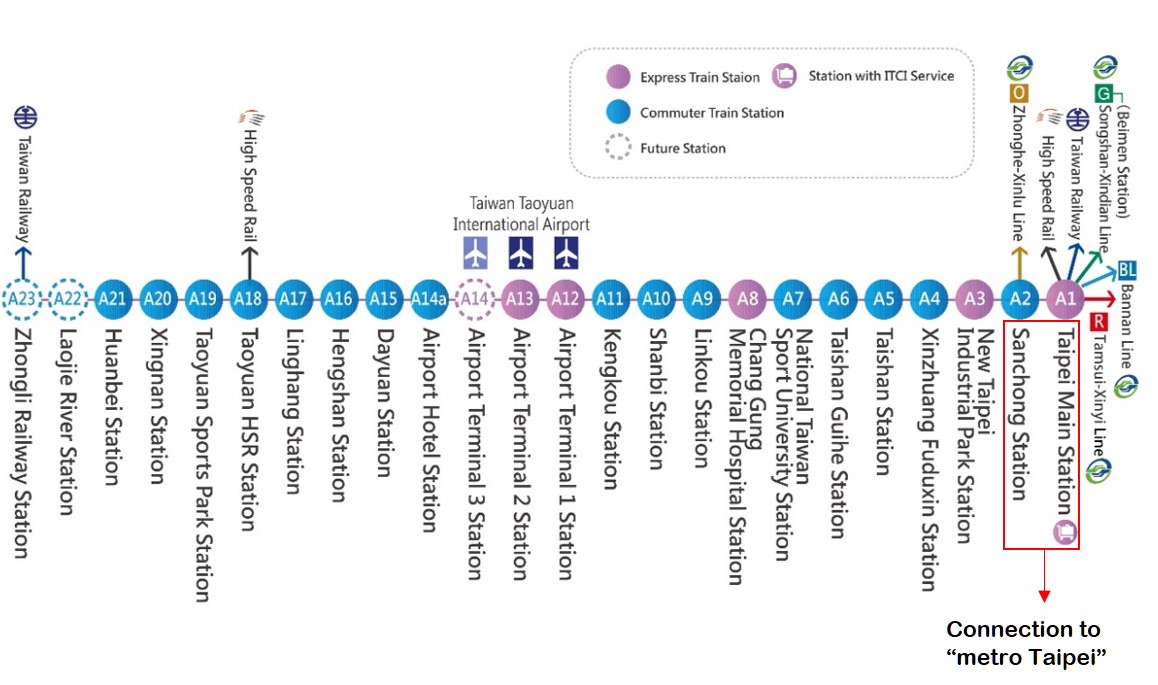 Express Train Staion
Station with ITCI Service
Commuter Train Station
Future Station
Taiwan Railway
High Speed Rail
Taiwan Taoyuan
International Airport
O
Zhonghe-Xinlu Line
High Speed Rail
Taiwan Railway
G
Songshan-Xindian Line
(Beimen Station)
BL
Bannan Line
R
Tamsui-Xinyi Line
A23
A22
A21
A20
A19
A18
A17
A16
A15
A14a
A14
A13
A12
A11
A10
A9
A8
A7
A6
A5
A4
A3
A2
A1
Zhongli Railway Station
Laojie River Station
Huanbei Station
Xingnan Station
Taoyuan Sports Park Station
Taoyuan HSR Station
Linghang Station
Hengshan Station
Dayuan Station
Airport Hotel Station
Airport Terminal 3 Station
Airport Terminal 2 Station
Airport Terminal 1 Station
Kengkou Station
Shanbi Station
Linkou Station
Chang Gung
Memorial Hospital Station
National Taiwan
Sport University Station
Taishan Guihe Station
Taishan Station
Xinzhuang Fuduxin Station
New Taipei
Industrial Park Station
Sanchong Station
Taipei Main Station
Connection to
“metro Taipei”